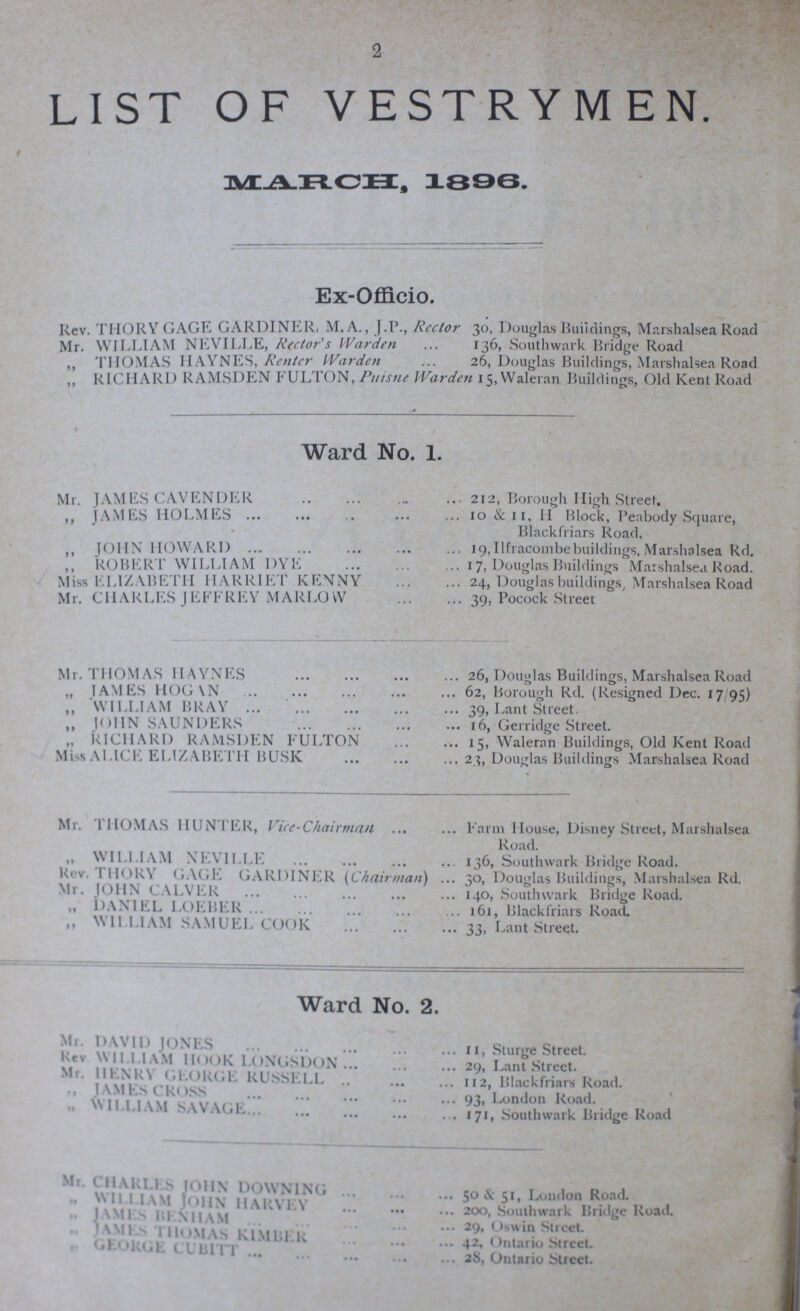 2
LIST OF VESTRYMEN.
MARCH, 1896.
Ex-Officio.
Rev. THORY GAGE GARDINER, M.A., J.P., Rector 30, Douglas Buildings, Marshalsea Road
Mr. WILLIAM NEVILLE, Rector's Warden ... 136, Southwark Bridge Road
„ THOMAS HAYNES, Renter Warden ... 26, Douglas Buildings, Marshalsea Road
„ RICHARD RAMSDEN FULTON, Puisne Warden 15, Waleran Buildings, Old Kent Road
Ward No. 1.
Mr. JAMES CAVENDER .. ... .. ... 212, Borough High Street.
„ JAMES HOLMES ... ... .. ... ... 10 & 11, H Block, Peabody Square,
Blackfriars Road.
„ JOHN HOWARD ... ... ... ... ... 19, Ilfracombe buildings, Marshalsea Rd.
„ ROBERT WILLIAM DYE ... ... ... 17, Douglas Buildings Marshalsea Road.
Miss ELIZABETH HARRIET KENNY ... ... 24, Douglas buildings, Marshalsea Road
Mr. CHARLES JEFFREY MARLOW ... ... 39, Pocock Street
Mr. THOMAS HAYNES ... ... ... ... 26, Douglas Buildings, Marshalsea Road
„ JAMES HOGAN ... ... ... ... ... 62, Borough Rd. (Resigned Dec. 17/95)
„ WILLIAM BRAY ... ... ... ... ... 39, Lant Street
„ JOHN SAUNDERS ... ... ... ... 16, Gerridge Street.
„ RICHARD RAMSDEN FULTON ... ... 15, Waleran Buildings, Old Kent Road
Miss ALICE ELIZABETH BUSK ... ... ... 23, Douglas Buildings Marshalsea Road
Mr. THOMAS HUNTER, Vice-Chairman ... ... Farm House, Disney Street, Marshalsea
Road.
„ WILLIAM NEVILLE ... ... ... .. 136, Southwark Bridge Road.
Rev. THORY GAGE GARDINER (Chairman) ... 30, Douglas Buildings, Marshalsea Rd.
Mr. JOHN CALVER ... ... ... ... ... 140, Southwark Bridge Road.
„ DANIEL LOEBER ... ... ... ... ... 161, Blackfriars Road.
„ WILLIAM SAMUEL COOK ... ... ... 33, Lant Street.
Ward No. 2.
Mr. DAVID JONES ... ... ... ... ... 11, Sturge Street.
Rev WILLIAM HOOK LONGSDON ... ... ... 29, Lant Street.
Mr. HENRY GEORGE RUSSELL .. ... ... 112, Blackfriars Road.
„ JAMES CROSS ... ... ... ... ... 93, London Road.
„ WILLIAM SAVAGE... ... ... ... ... 171, Southwark Bridge Road
Mr. CHARLES JOHN DOWNING ... ... ... 50 & 51, London Road.
„ WILLIAM JOHN HARVEY ... ... ... 200, Southwark Bridge Road.
„ JAMES BENHAM ... ... ... ... 29, Oswin Street.
„ JAMES THOMAS KIMBER ... ... ... 42, Ontario Street.
„ GEORGE CUBITT ... ... ... ... 28, Ontario Street.